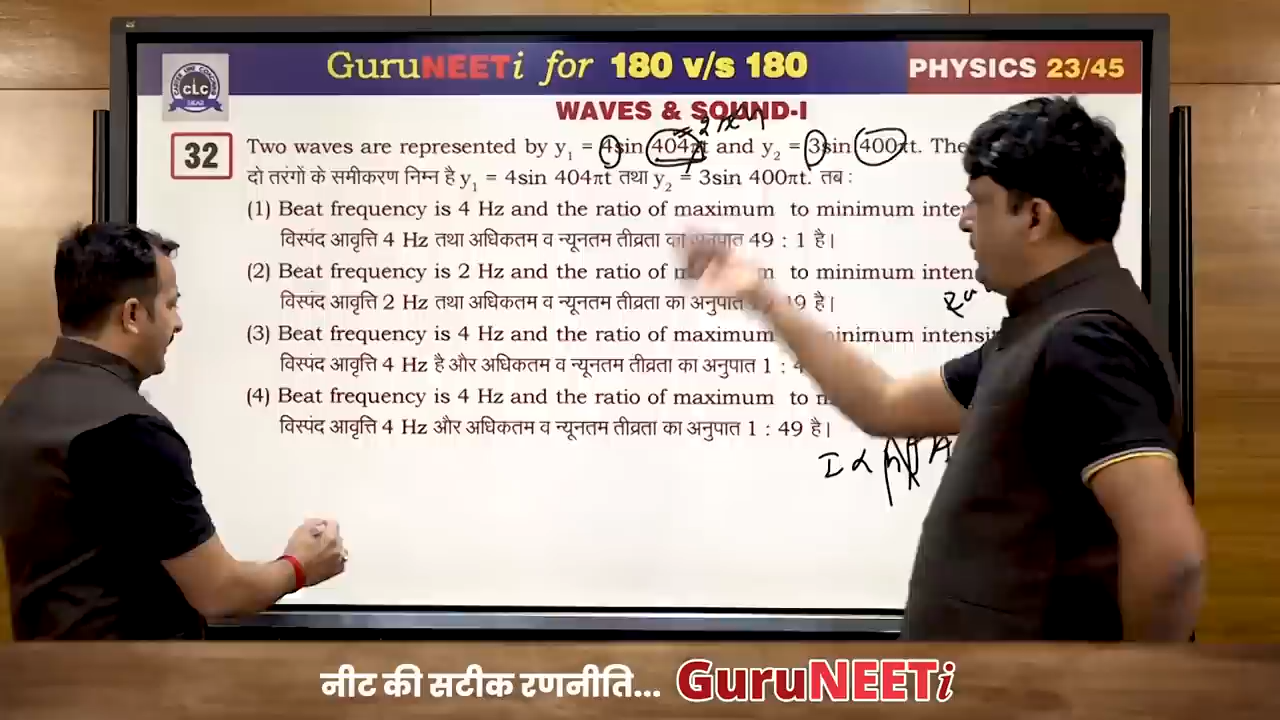 GuruNEETi for 180 v/s 180
PHYSICS 23/45
CLC
WAVES & SOUND-I
32
Two waves are represented by y₁ = 4sin 404πt and y₂ = 3sin 400πt. The
दो तरंगों के समीकरण निम्न है y₁ = 4sin 404πt तथा y₂ = 3sin 400πt. तब :
(1) Beat frequency is 4 Hz and the ratio of maximum to minimum
विस्पंद आवृत्ति 4 Hz तथा अधिकतम व न्यूनतम तीव्रता का अनुपात 49 : 1 है।
(2) Beat frequency is 2 Hz and the ratio of to minimum
विस्पंद आवृत्ति 2 Hz तथा अधिकतम व न्यूनतम तीव्रता का अनुपात है।
(3) Beat frequency is 4 Hz and the ratio of maximum
विस्पंद आवृत्ति 4 Hz है और अधिकतम व न्यूनतम तीव्रता का अनुपात 1 :
(4) Beat frequency is 4 Hz and the ratio of maximum to
विस्पंद आवृत्ति 4 Hz और अधिकतम व न्यूनतम तीव्रता का अनुपात 1 : 49 है।
I ∝
नीट की सटीक रणनीति... GuruNEETi